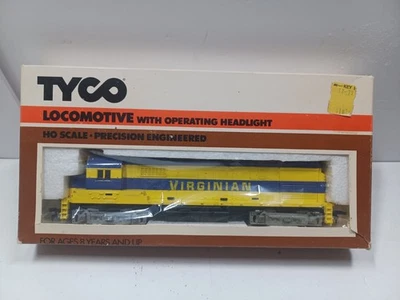 TYCO
LOCOMOTIVE WITH OPERATING HEADLIGHT
HO SCALE • PRECISION ENGINEERED
VIRGINIAN
FOR AGES 8 YEARS AND UP